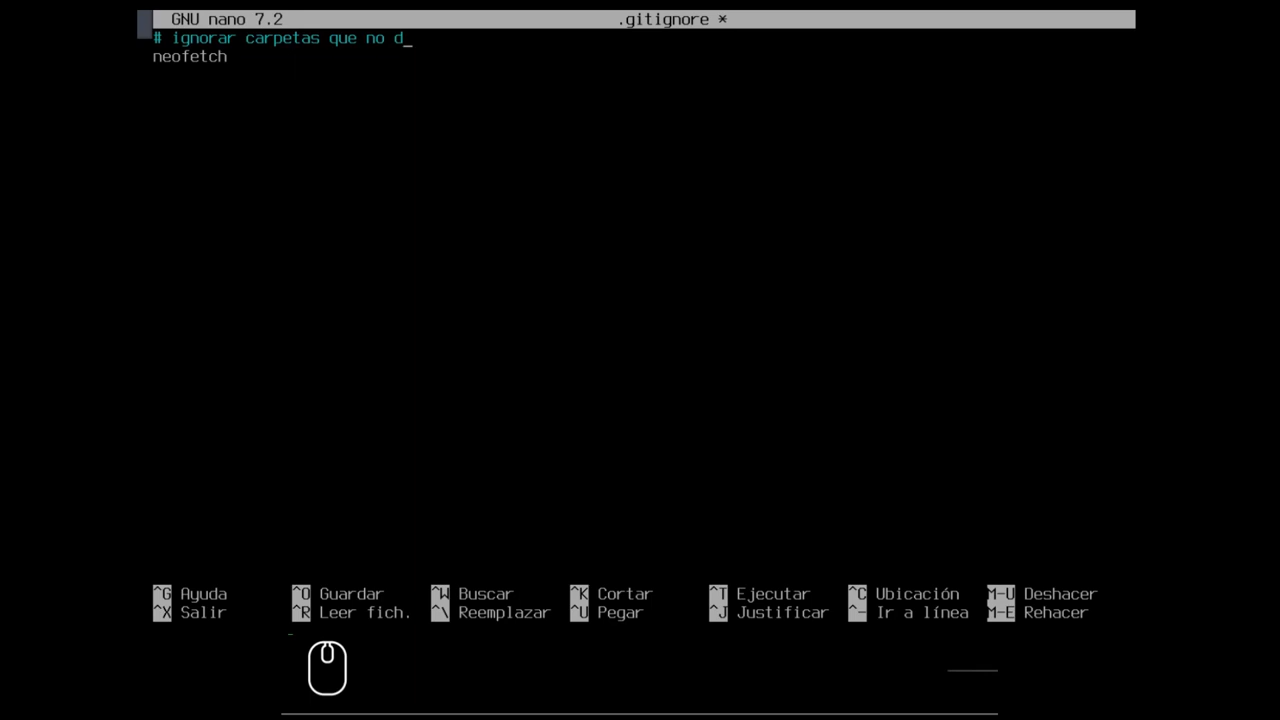 GNU nano 7.2 .gitignore *
# ignorar carpetas que no d_
neofetch
^G Ayuda ^O Guardar ^W Buscar ^K Cortar ^T Ejecutar ^C Ubicación M-U Deshacer
^X Salir ^R Leer fich. ^\ Reemplazar ^U Pegar ^J Justificar ^- Ir a línea M-E Rehacer